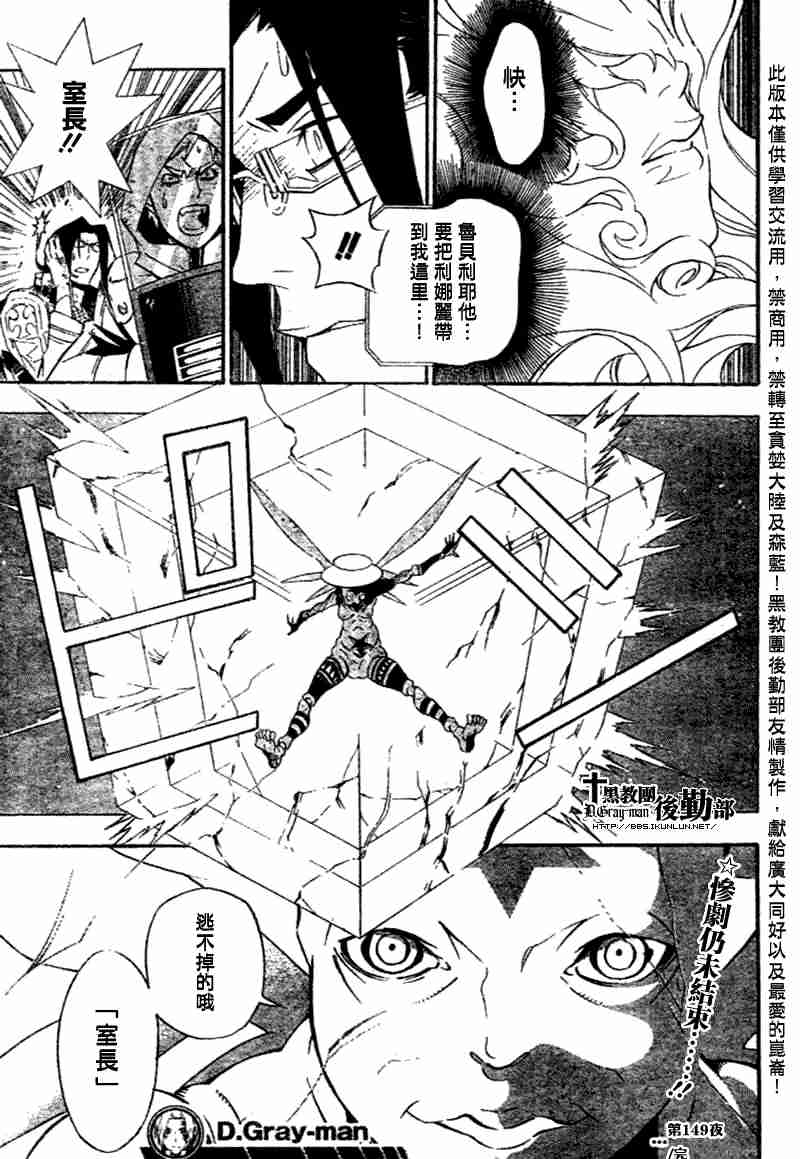 快…
魯貝利耶他…
要把利娜麗帶
到我這里…!
!!
室長!!
黑教團後勤部
D.Gray-man
HTTP://BBS.IKUNLUN.NET/
逃不掉的哦
「室長」
☆慘劇仍未結束……!!
D.Gray-man
第149夜
…/完
此版本僅供學習交流用，禁商用，禁轉至貪婪大陸及森藍！黑教團後勤部友情製作，獻給廣大同好以及最愛的崑崙！